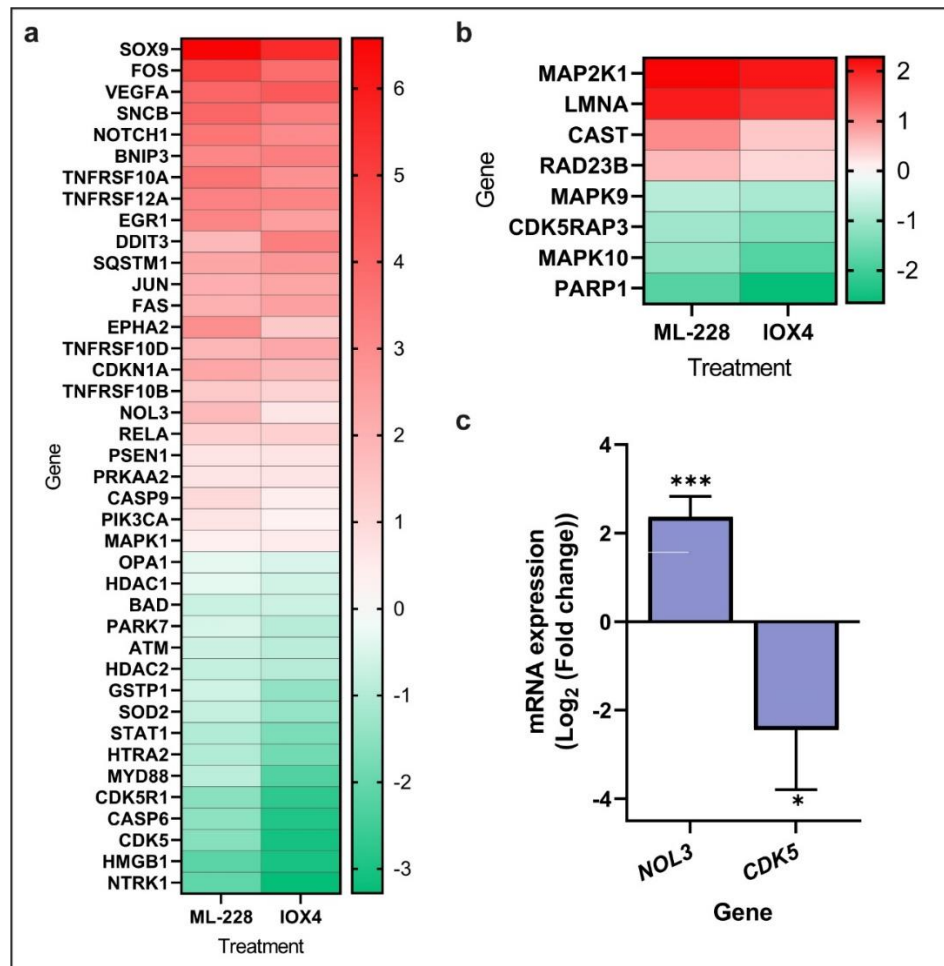 a
SOX9
FOS
VEGFA
SNCB
NOTCH1
BNIP3
TNFRSF10A
TNFRSF12A
EGR1
DDIT3
SQSTM1
JUN
FAS
EPHA2
TNFRSF10D
CDKN1A
TNFRSF10B
NOL3
RELA
PSEN1
PRKAA2
CASP9
PIK3CA
MAPK1
OPA1
HDAC1
BAD
PARK7
ATM
HDAC2
GSTP1
SOD2
STAT1
HTRA2
MYD88
CDK5R1
CASP6
CDK5
HMGB1
NTRK1
Gene
ML-228 IOX4
Treatment
6
5
4
3
2
1
0
-1
-2
-3
b
MAP2K1
LMNA
CAST
RAD23B
MAPK9
CDK5RAP3
MAPK10
PARP1
Gene
ML-228 IOX4
Treatment
2
1
0
-1
-2
c
mRNA expression
(Log₂ (Fold change))
4
2
0
-2
-4
***
*
NOL3 CDK5
Gene